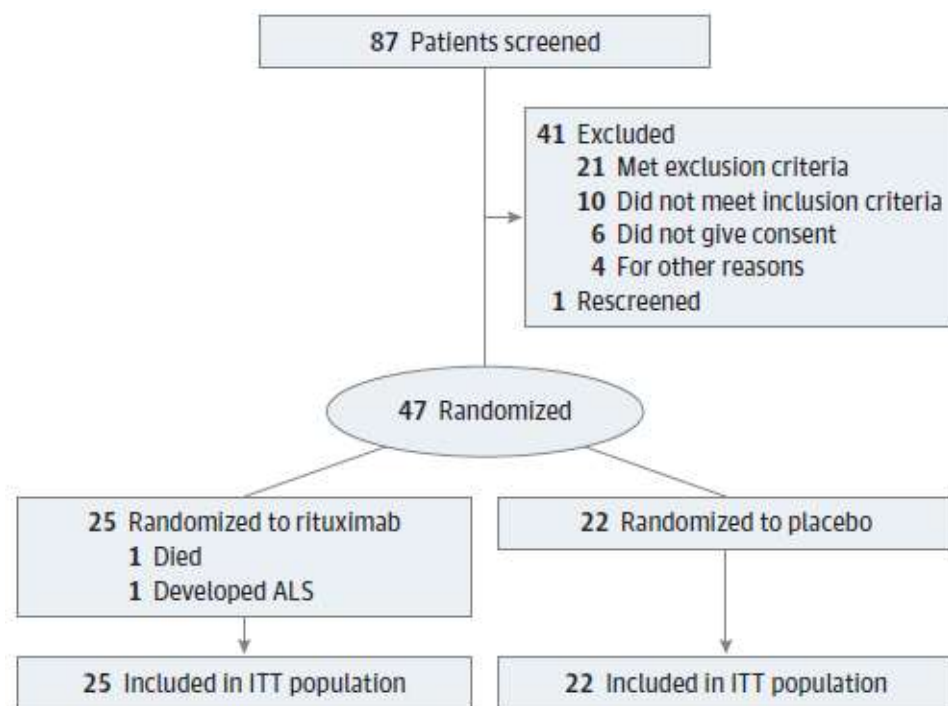 87 Patients screened
41 Excluded
21 Met exclusion criteria
10 Did not meet inclusion criteria
6 Did not give consent
4 For other reasons
1 Rescreened
47 Randomized
25 Randomized to rituximab
1 Died
1 Developed ALS
22 Randomized to placebo
25 Included in ITT population
22 Included in ITT population